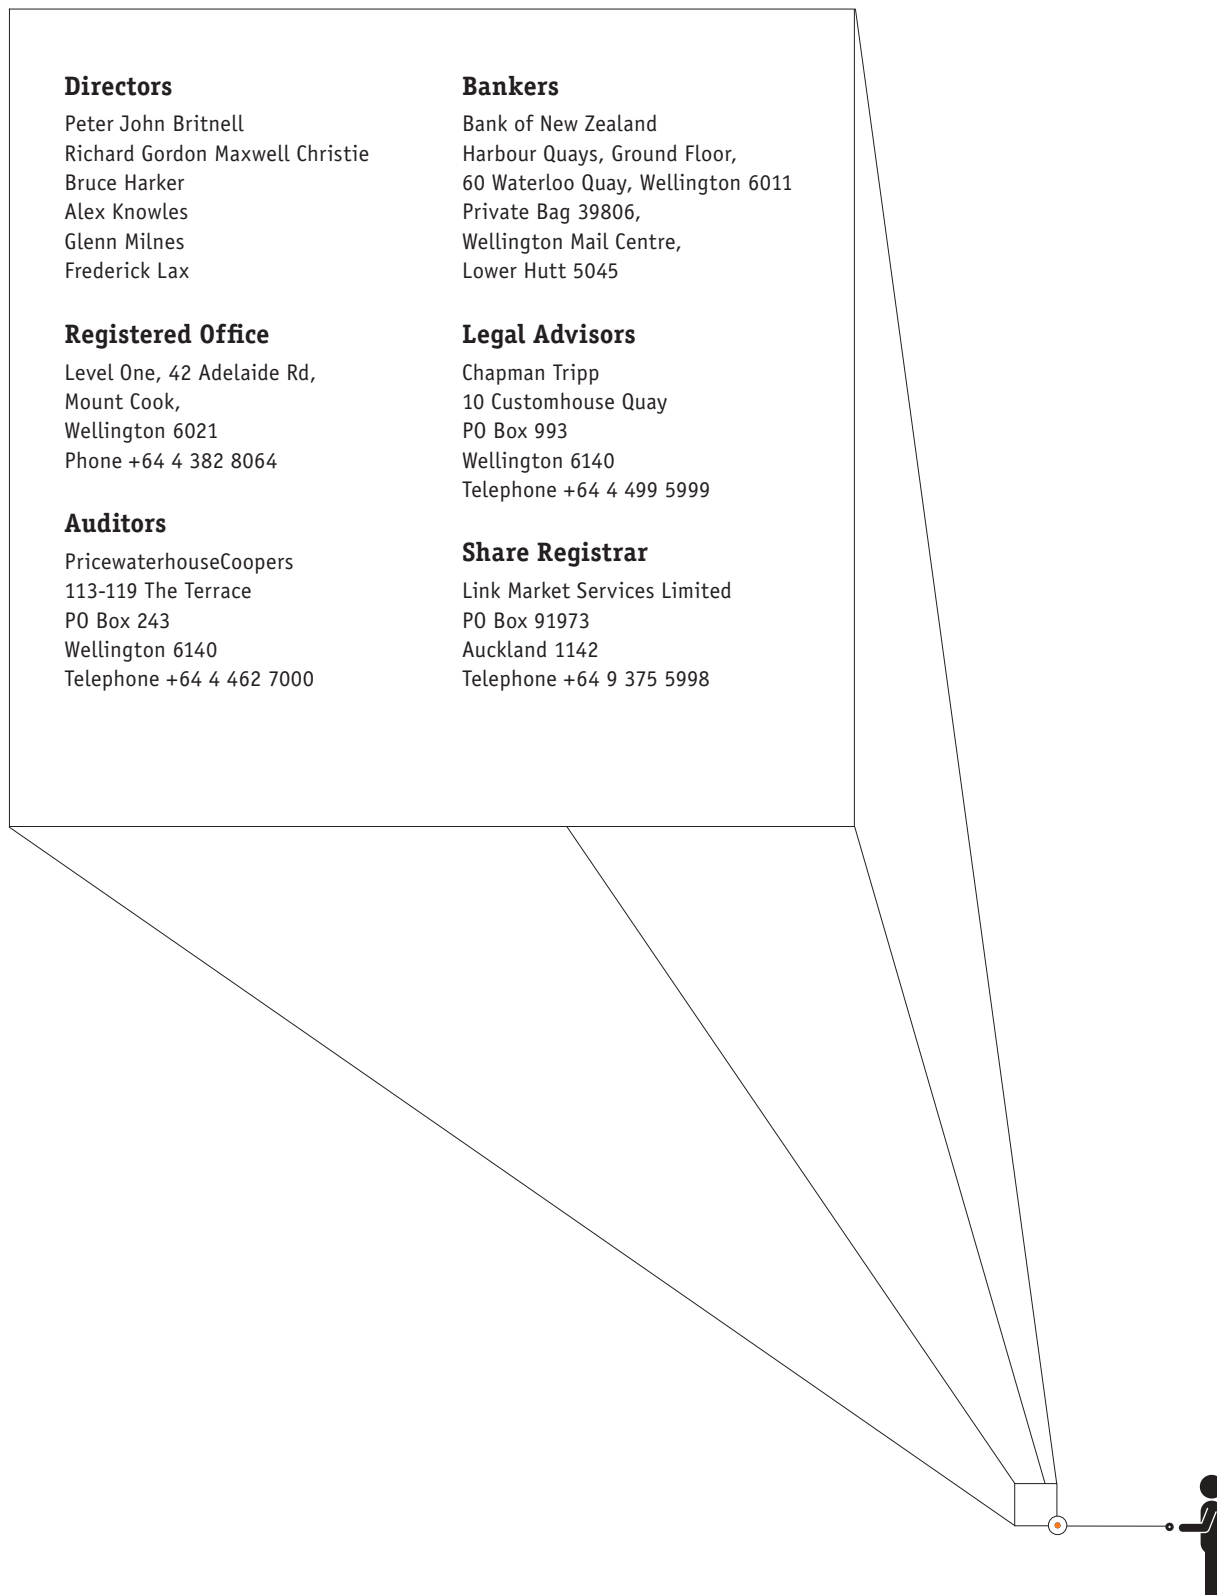 Directors
Peter John Britnell
Richard Gordon Maxwell Christie
Bruce Harker
Alex Knowles
Glenn Milnes
Frederick Lax
Registered Office
Level One, 42 Adelaide Rd,
Mount Cook,
Wellington 6021
Phone +64 4 382 8064
Auditors
PricewaterhouseCoopers
113-119 The Terrace
PO Box 243
Wellington 6140
Telephone +64 4 462 7000
Bankers
Bank of New Zealand
Harbour Quays, Ground Floor,
60 Waterloo Quay, Wellington 6011
Private Bag 39806,
Wellington Mail Centre,
Lower Hutt 5045
Legal Advisors
Chapman Tripp
10 Customhouse Quay
PO Box 993
Wellington 6140
Telephone +64 4 499 5999
Share Registrar
Link Market Services Limited
PO Box 91973
Auckland 1142
Telephone +64 9 375 5998